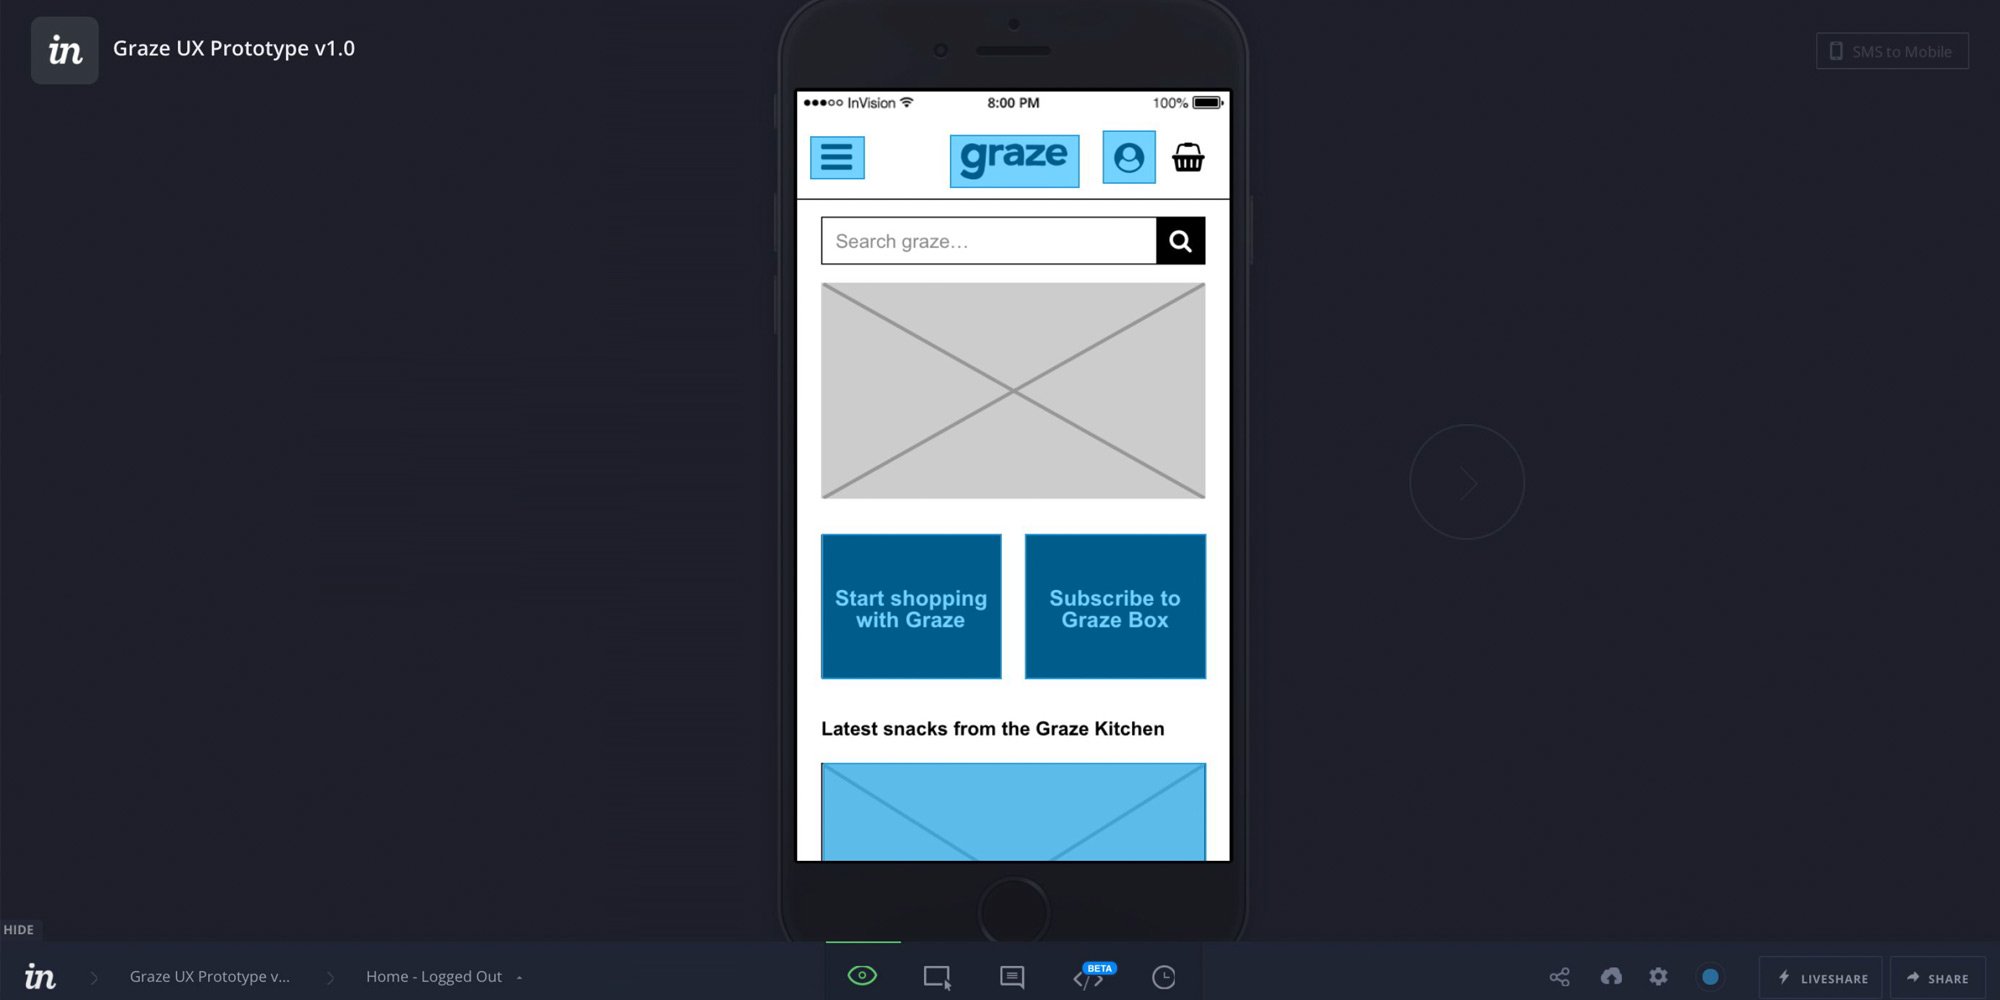 in
Graze UX Prototype v1.0
SMS to Mobile
InVision
8:00 PM
100%
graze
Search graze...
Start shopping
with Graze
Subscribe to
Graze Box
Latest snacks from the Graze Kitchen
HIDE
in
Graze UX Prototype v...
Home - Logged Out
BETA
LIVESHARE
SHARE